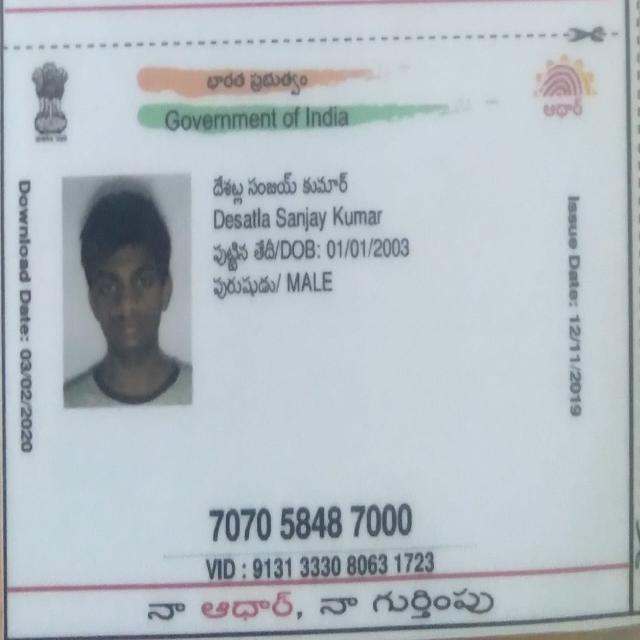 భారత ప్రభుత్వం
Government of India
ఆధార్
దేశట్ల సంజయ్ కుమార్
Desatla Sanjay Kumar
పుట్టిన తేదీ/DOB: 01/01/2003
పురుషుడు/ MALE
Download Date: 03/02/2020
Issue Date: 12/11/2019
7070 5848 7000
VID : 9131 3330 8063 1723
నా ఆధార్, నా గుర్తింపు